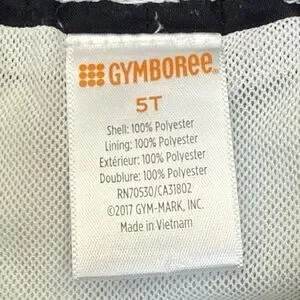 GYMBOREE
5T
Shell: 100% Polyester
Lining: 100% Polyester
Extérieur: 100% Polyester
Doublure: 100% Polyester
RN70530/CA31802
©2017 GYM-MARK, INC.
Made in Vietnam